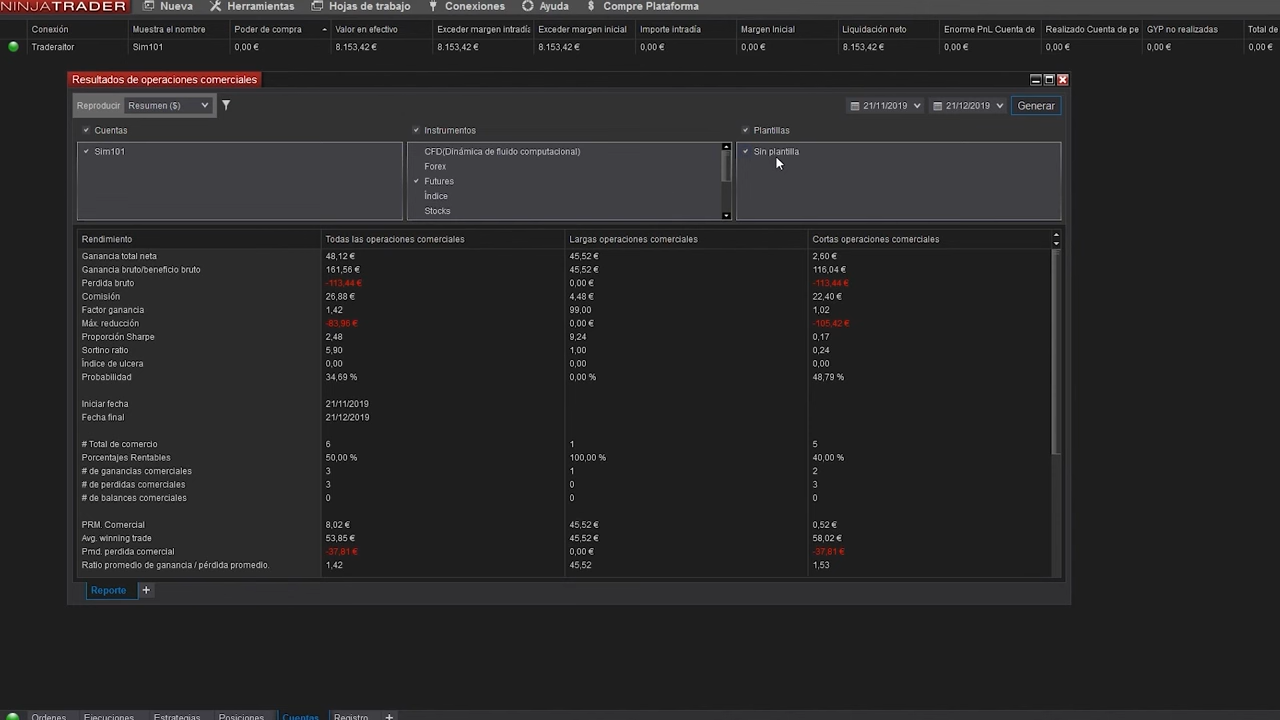 NINJATRADER Nueva Herramientas Hojas de trabajo Conexiones Ayuda Compre Plataforma
Conexión Muestra el nombre Poder de compra Valor en efectivo Exceder margen intradía Exceder margen inicial Importe intradía Margen Inicial Liquidación neto Enorme PnL Cuenta de Realizado Cuenta de pe GYP no realizadas Total de
Traderaitor Sim101 0,00 € 8.153,42 € 8.153,42 € 8.153,42 € 0,00 € 0,00 € 8.153,42 € 0,00 € 0,00 € 0,00 € 0,00 €
Resultados de operaciones comerciales
Reproducir Resumen ($) 21/11/2019 21/12/2019 Generar
Cuentas Instrumentos Plantillas
Sim101 CFD(Dinámica de fluido computacional) Sin plantilla
Forex
Futures
Índice
Stocks
Rendimiento Todas las operaciones comerciales Largas operaciones comerciales Cortas operaciones comerciales
Ganancia total neta 48,12 € 45,52 € 2,60 €
Ganancia bruto/beneficio bruto 161,56 € 45,52 € 116,04 €
Perdida bruto -113,44 € 0,00 € -113,44 €
Comisión 26,88 € 4,48 € 22,40 €
Factor ganancia 1,42 99,00 1,02
Máx. reducción -83,96 € 0,00 € -105,42 €
Proporción Sharpe 2,48 9,24 0,17
Sortino ratio 5,90 1,00 0,24
Índice de ulcera 0,00 0,00 0,00
Probabilidad 34,69 % 0,00 % 48,79 %
Iniciar fecha 21/11/2019
Fecha final 21/12/2019
# Total de comercio 6 1 5
Porcentajes Rentables 50,00 % 100,00 % 40,00 %
# de ganancias comerciales 3 1 2
# de perdidas comerciales 3 0 3
# de balances comerciales 0 0 0
PRM. Comercial 8,02 € 45,52 € 0,52 €
Avg. winning trade 53,85 € 45,52 € 58,02 €
Pmd. perdida comercial -37,81 € 0,00 € -37,81 €
Ratio promedio de ganancia / pérdida promedio. 1,42 45,52 1,53
Reporte +
Ordenes Ejecuciones Estrategias Posiciones Cuentas Registro +